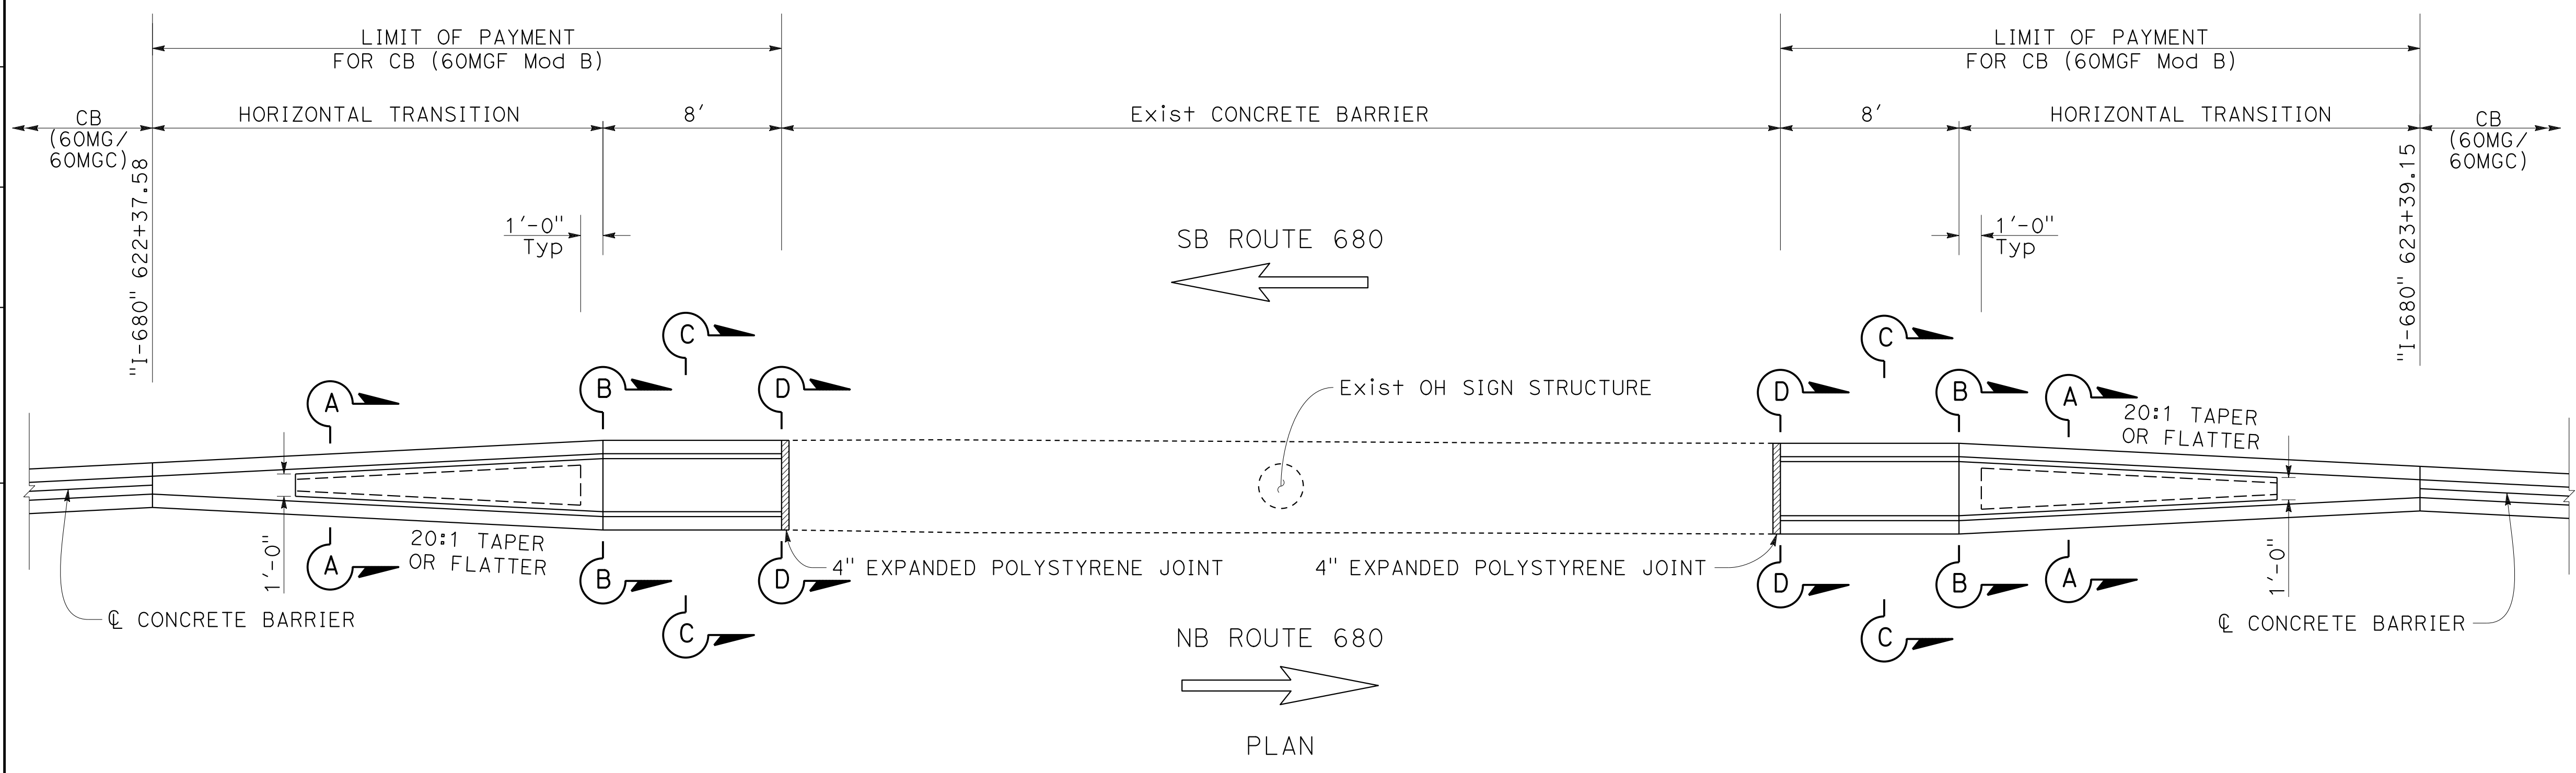 LIMIT OF PAYMENT
FOR CB (60MGF Mod B)
LIMIT OF PAYMENT
FOR CB (60MGF Mod B)
CB
(60MG/
60MGC)
HORIZONTAL TRANSITION
8'
Exist CONCRETE BARRIER
8'
HORIZONTAL TRANSITION
CB
(60MG/
60MGC)
"I-680" 622+37.58
1'-0"
Typ
SB ROUTE 680
1'-0"
Typ
"I-680" 623+39.15
C
C
A
B
D
Exist OH SIGN STRUCTURE
D
B
A
20:1 TAPER
OR FLATTER
1'-0"
A
20:1 TAPER
OR FLATTER
B
D
4" EXPANDED POLYSTYRENE JOINT
4" EXPANDED POLYSTYRENE JOINT
D
B
A
1'-0"
℄ CONCRETE BARRIER
C
NB ROUTE 680
C
℄ CONCRETE BARRIER
PLAN